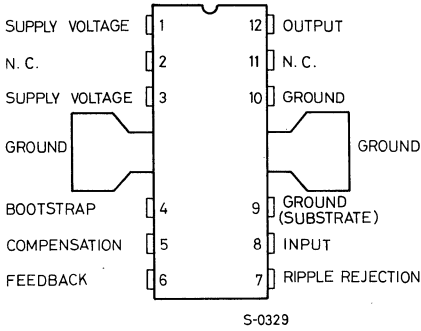 SUPPLY VOLTAGE 1 12 OUTPUT
N. C. 2 11 N. C.
SUPPLY VOLTAGE 3 10 GROUND
GROUND GROUND
BOOTSTRAP 4 9 GROUND
(SUBSTRATE)
COMPENSATION 5 8 INPUT
FEEDBACK 6 7 RIPPLE REJECTION
S-0329